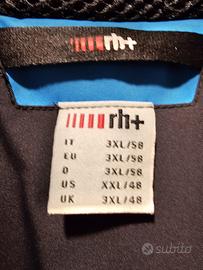 rh+
rh+
IT 3XL/58
EU 3XL/58
D 3XL/58
US XXL/48
UK 3XL/48
subito